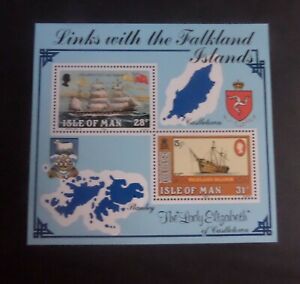 Links with the Falkland
Islands
ISLE OF MAN 28P
Castletown
5p
FALKLAND ISLANDS
ISLE OF MAN 31P
Stanley
The "Lady Elizabeth"
of Castletown